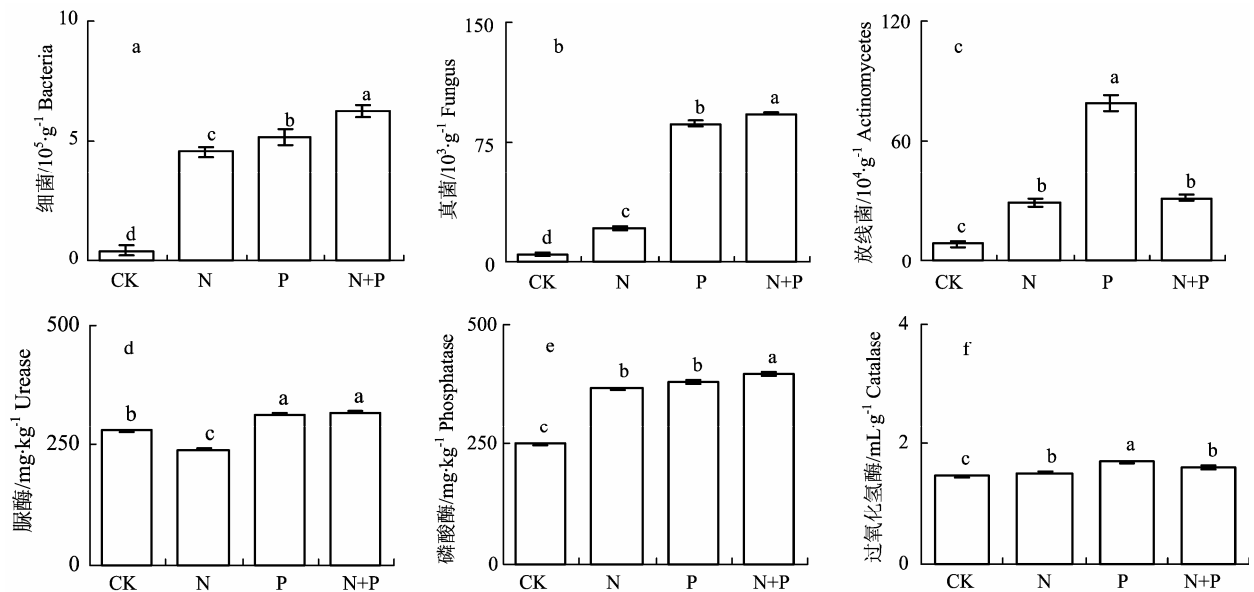 10
a
a
b
c
5
d
0
CK
N
P
N+P
细菌/10⁵·g⁻¹ Bacteria
150
b
a
b
75
c
d
0
CK
N
P
N+P
真菌/10³·g⁻¹ Fungus
120
c
a
60
b
b
c
0
CK
N
P
N+P
放线菌/10⁴·g⁻¹ Actinomycetes
500
d
a
a
b
c
250
0
CK
N
P
N+P
脲酶/mg·kg⁻¹ Urease
500
e
a
b
b
c
250
0
CK
N
P
N+P
磷酸酶/mg·kg⁻¹ Phosphatase
4
f
2
a
b
b
c
0
CK
N
P
N+P
过氧化氢酶/mL·g⁻¹ Catalase